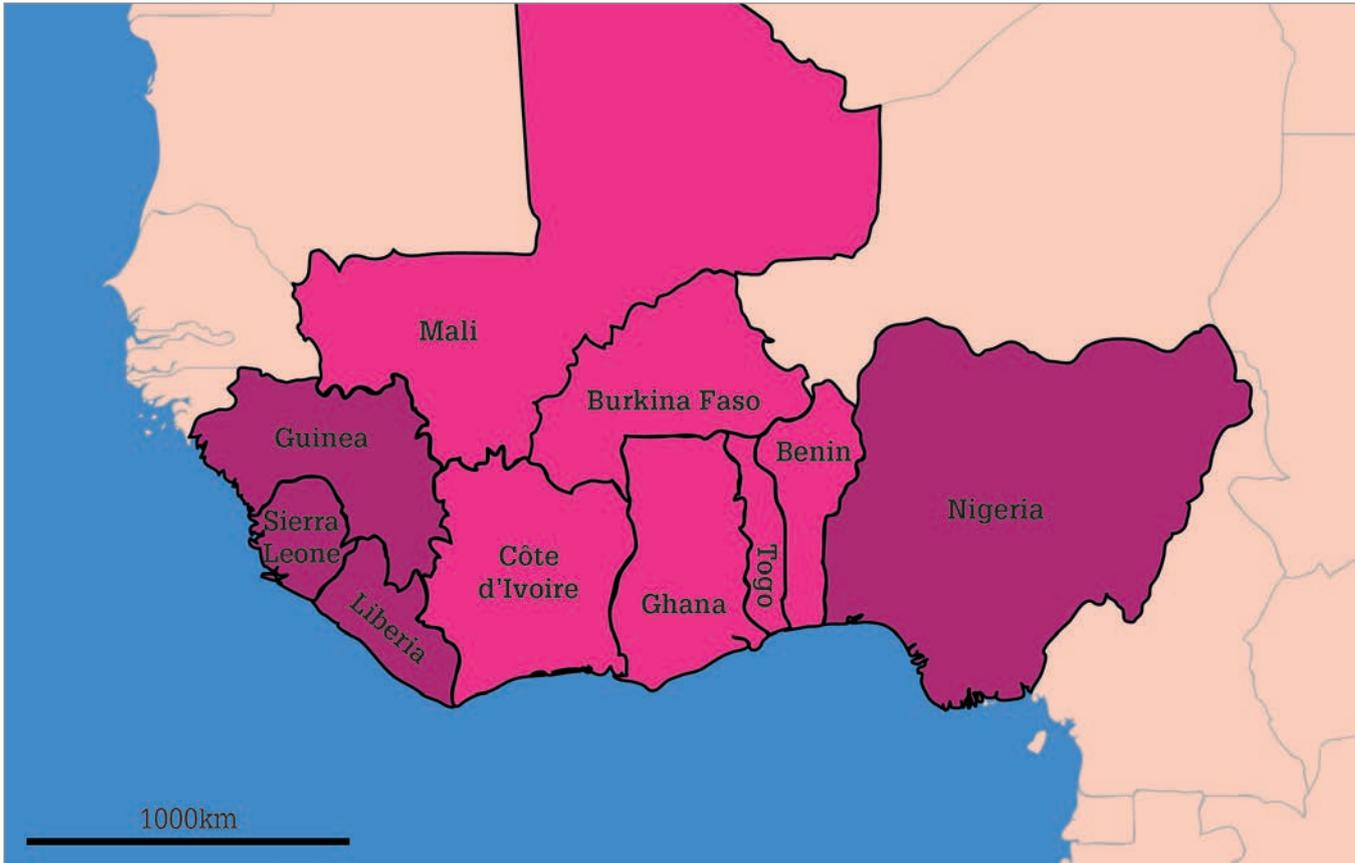 Mali
Burkina Faso
Guinea
Benin
Nigeria
Sierra
Leone
Côte
d'Ivoire
Togo
Ghana
Liberia
1000km